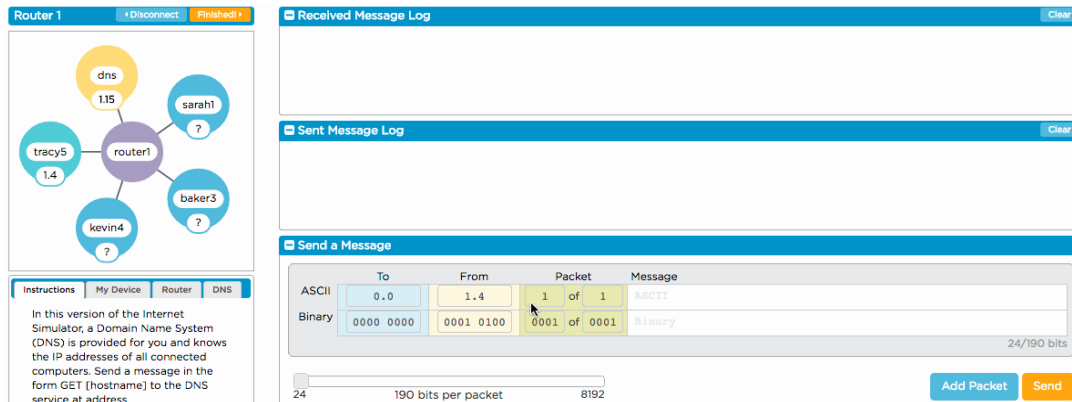 Router 1
Disconnect
Finished!
dns
1.15
sarah1
?
tracy5
1.4
router1
baker3
?
kevin4
?
Instructions
My Device
Router
DNS
In this version of the Internet
Simulator, a Domain Name System
(DNS) is provided for you and knows
the IP addresses of all connected
computers. Send a message in the
form GET [hostname] to the DNS
service at address
Received Message Log
Clear
Sent Message Log
Clear
Send a Message
To From Packet Message
ASCII 0.0 1.4 1 of 1 ASCII
Binary 0000 0000 0001 0100 0001 of 0001 Binary
24/190 bits
24 190 bits per packet 8192
Add Packet
Send